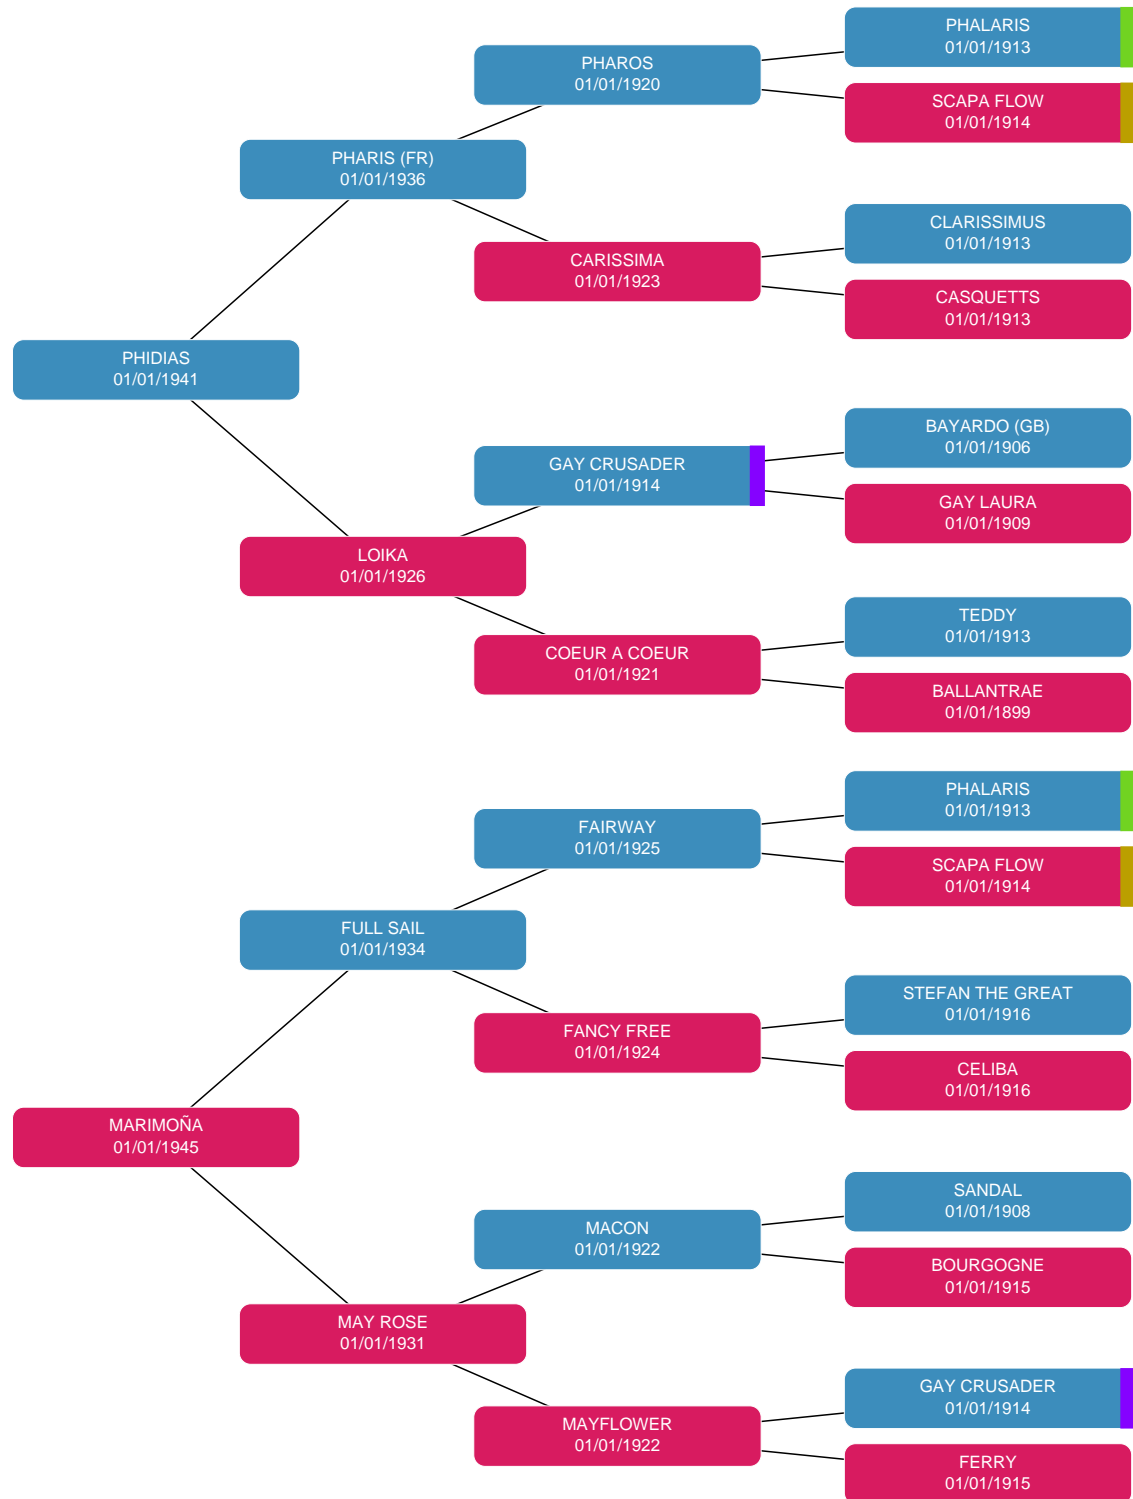 PHALARIS
01/01/1913
PHAROS
01/01/1920
SCAPA FLOW
01/01/1914
PHARIS (FR)
01/01/1936
CLARISSIMUS
01/01/1913
CARISSIMA
01/01/1923
CASQUETTS
01/01/1913
PHIDIAS
01/01/1941
BAYARDO (GB)
01/01/1906
GAY CRUSADER
01/01/1914
GAY LAURA
01/01/1909
LOIKA
01/01/1926
TEDDY
01/01/1913
COEUR A COEUR
01/01/1921
BALLANTRAE
01/01/1899
PHALARIS
01/01/1913
FAIRWAY
01/01/1925
SCAPA FLOW
01/01/1914
FULL SAIL
01/01/1934
STEFAN THE GREAT
01/01/1916
FANCY FREE
01/01/1924
CELIBA
01/01/1916
MARIMOÑA
01/01/1945
SANDAL
01/01/1908
MACON
01/01/1922
BOURGOGNE
01/01/1915
MAY ROSE
01/01/1931
GAY CRUSADER
01/01/1914
MAYFLOWER
01/01/1922
FERRY
01/01/1915